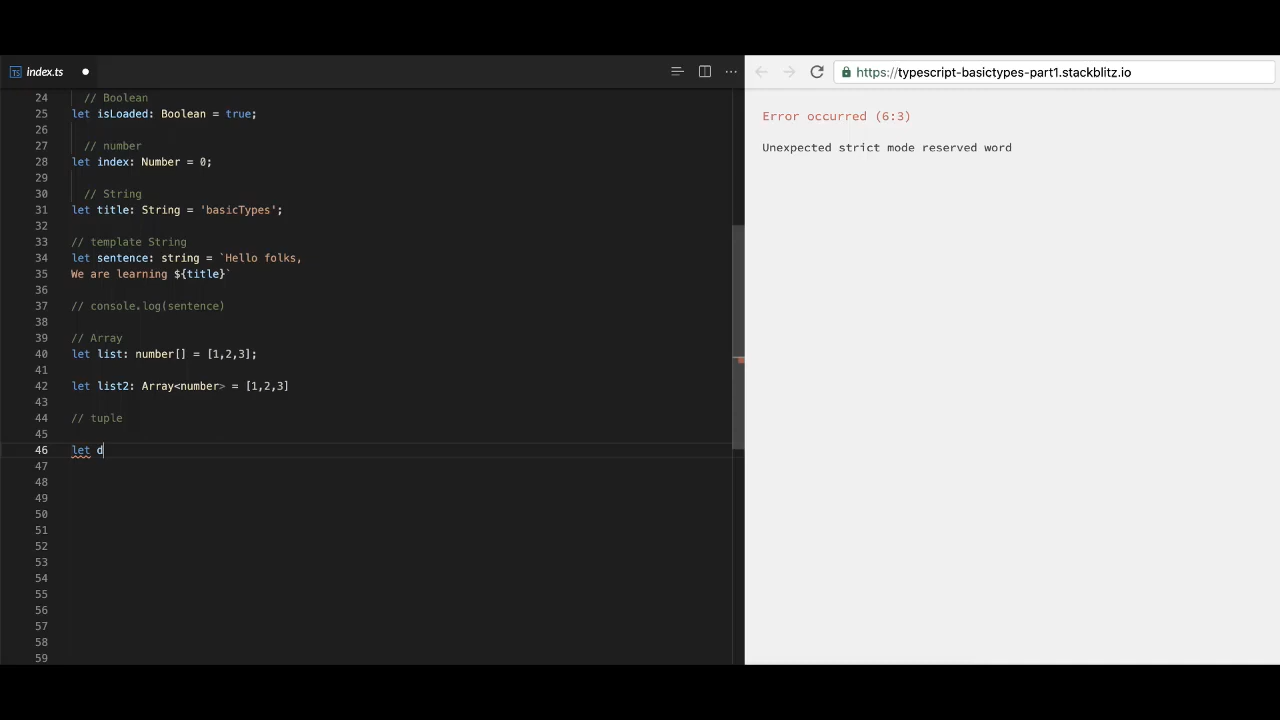 index.ts
https://typescript-basictypes-part1.stackblitz.io
24 // Boolean
25 let isLoaded: Boolean = true;
26
27 // number
28 let index: Number = 0;
29
30 // String
31 let title: String = 'basicTypes';
32
33 // template String
34 let sentence: string = `Hello folks,
35 We are learning ${title}`
36
37 // console.log(sentence)
38
39 // Array
40 let list: number[] = [1,2,3];
41
42 let list2: Array<number> = [1,2,3]
43
44 // tuple
45
46 let d
47
48
49
50
51
52
53
54
55
56
57
58
59
Error occurred (6:3)
Unexpected strict mode reserved word